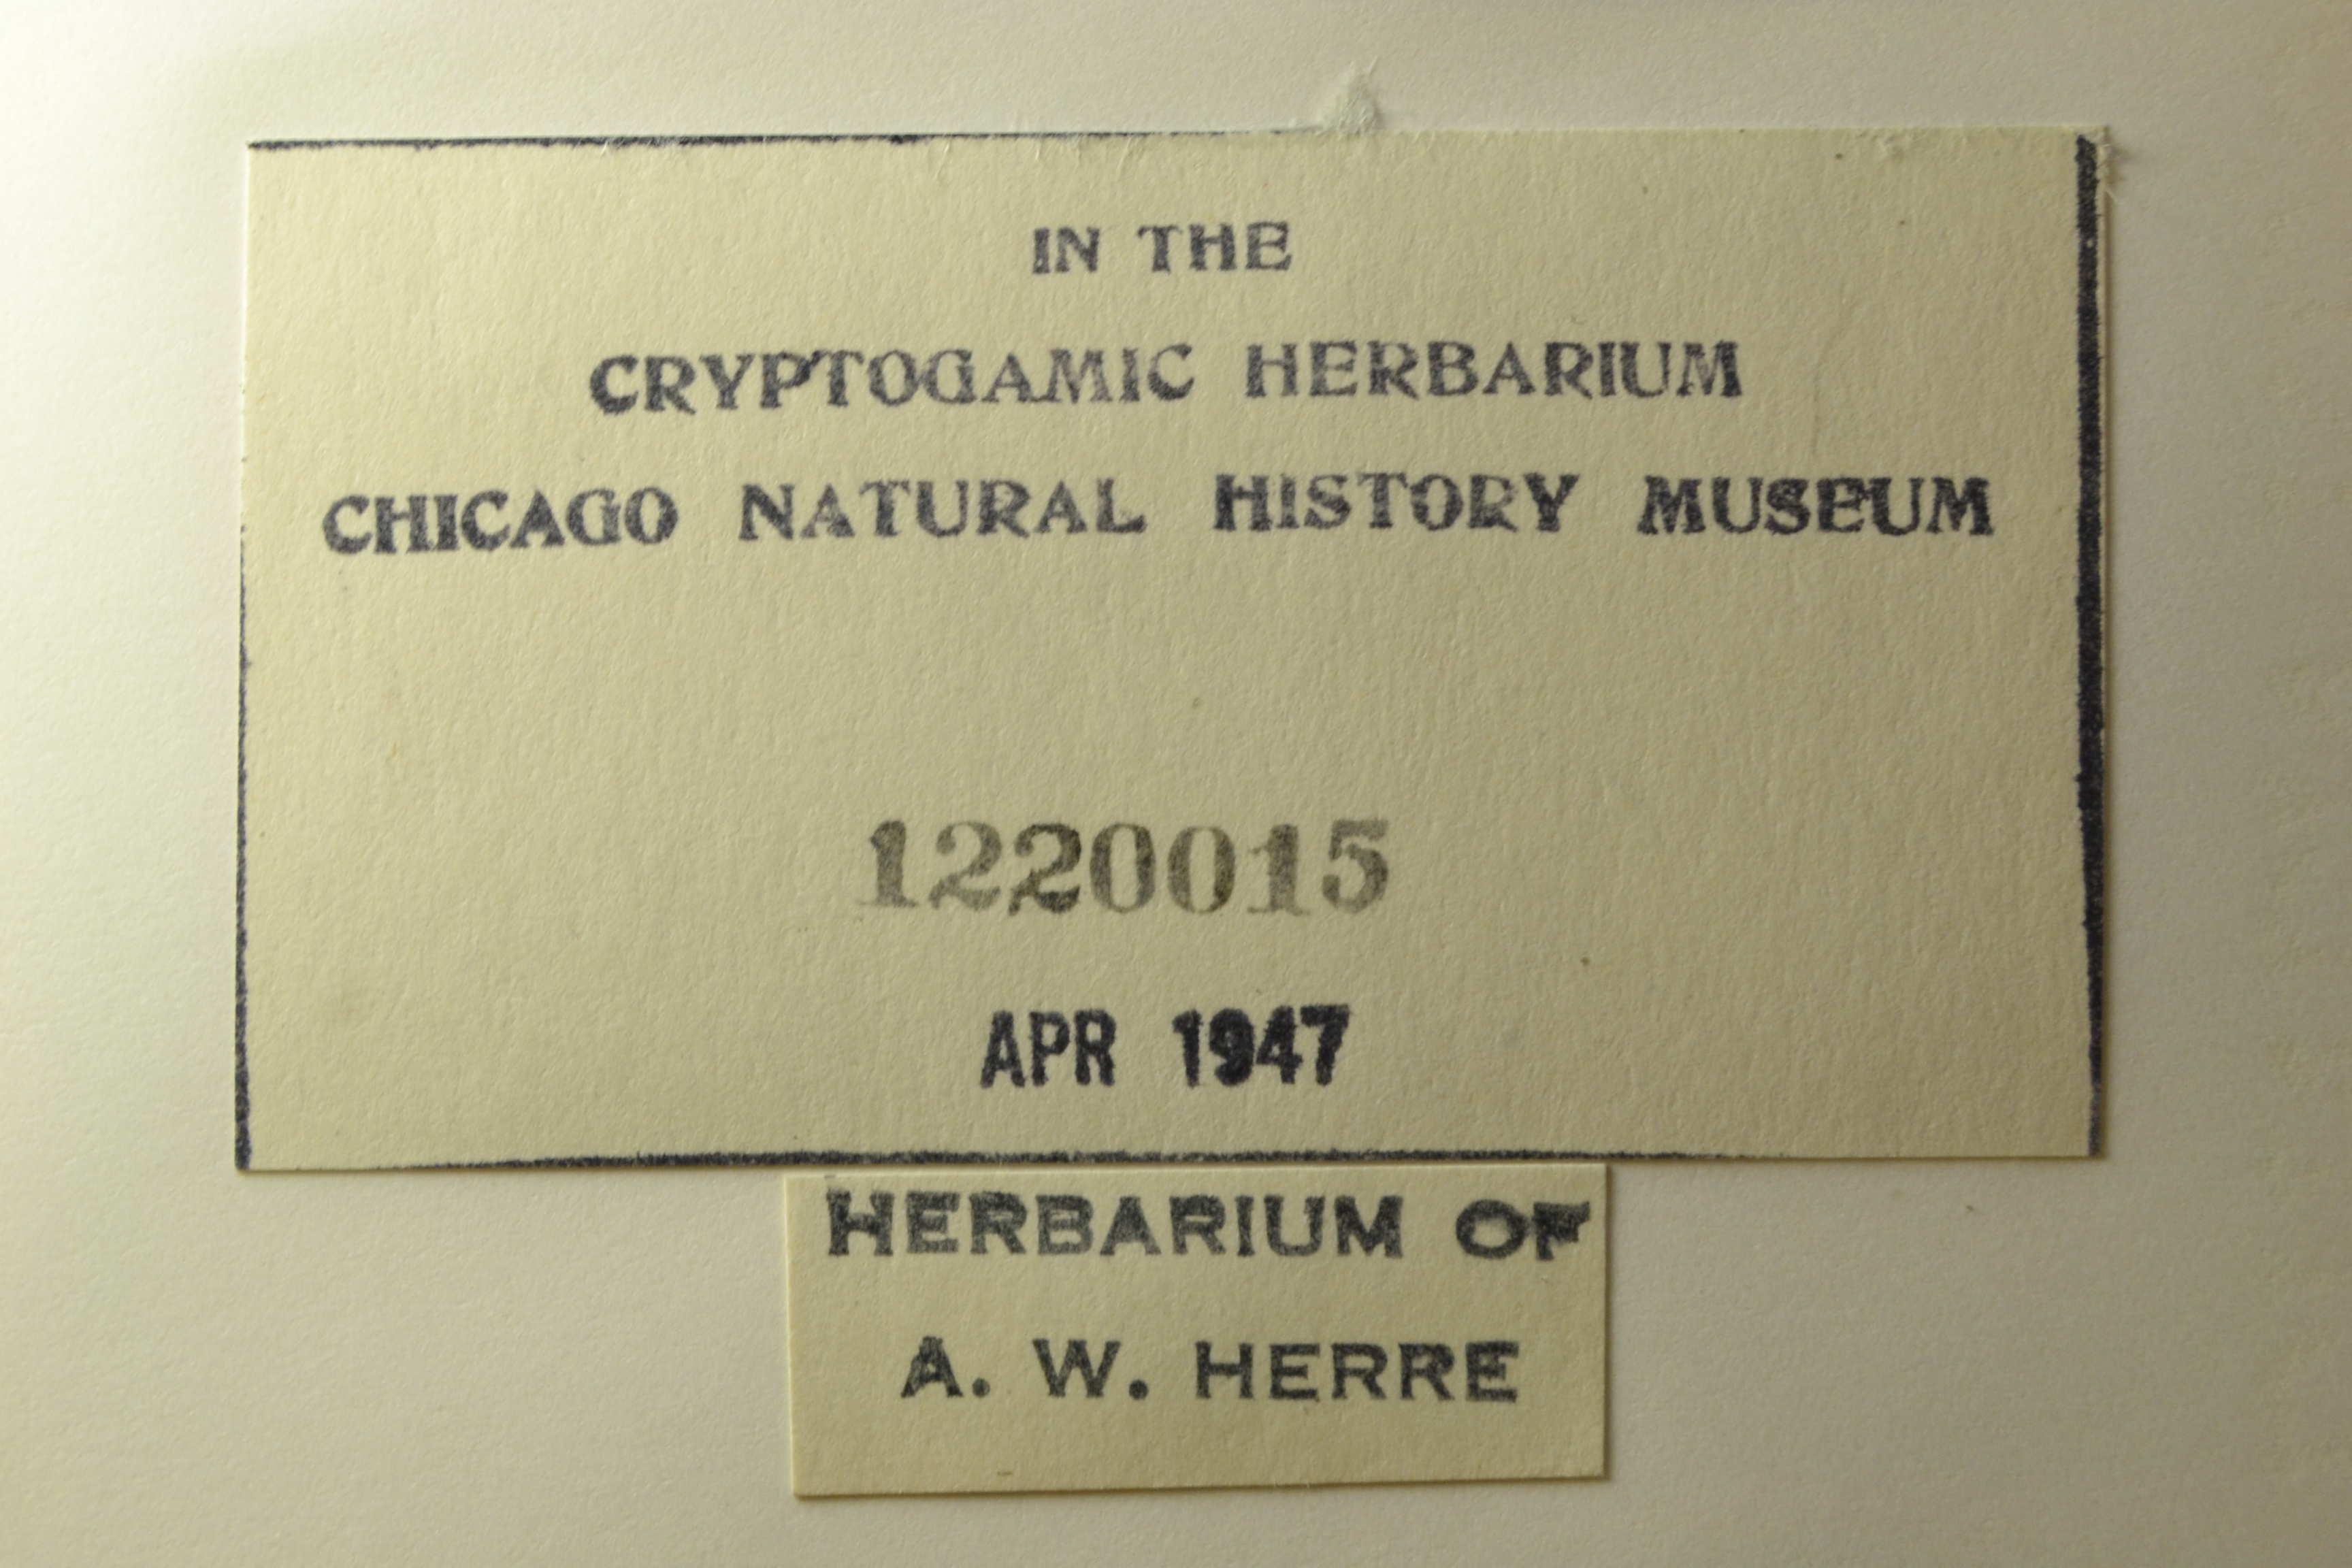 IN THE
CRYPTOGAMIC HERBARIUM
CHICAGO NATURAL HISTORY MUSEUM
1220015
APR 1947
HERBARIUM OF
A. W. HERRE